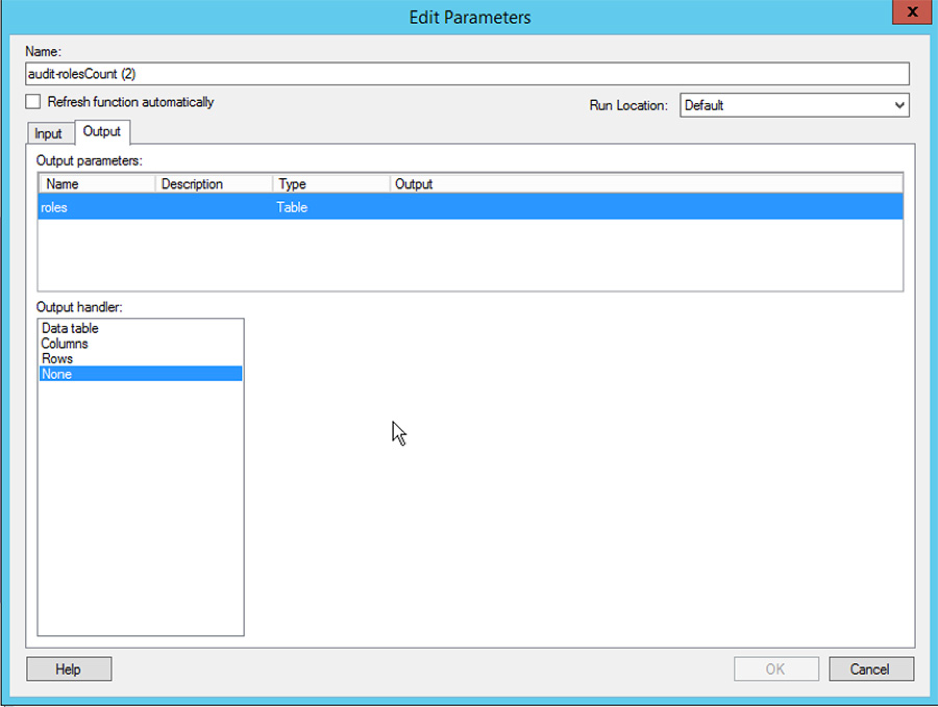 Edit Parameters
x
Name:
audit-rolesCount (2)
Refresh function automatically
Run Location: Default
Input Output
Output parameters:
Name Description Type Output
roles Table
Output handler:
Data table
Columns
Rows
None
Help OK Cancel